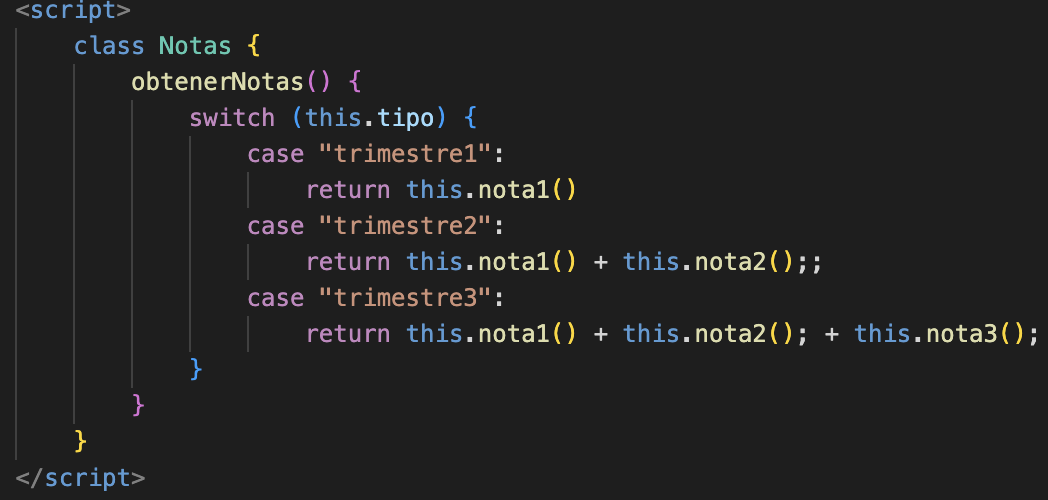 <script>
class Notas {
obtenerNotas() {
switch (this.tipo) {
case "trimestre1":
return this.nota1()
case "trimestre2":
return this.nota1() + this.nota2();;
case "trimestre3":
return this.nota1() + this.nota2(); + this.nota3();
}
}
}
</script>